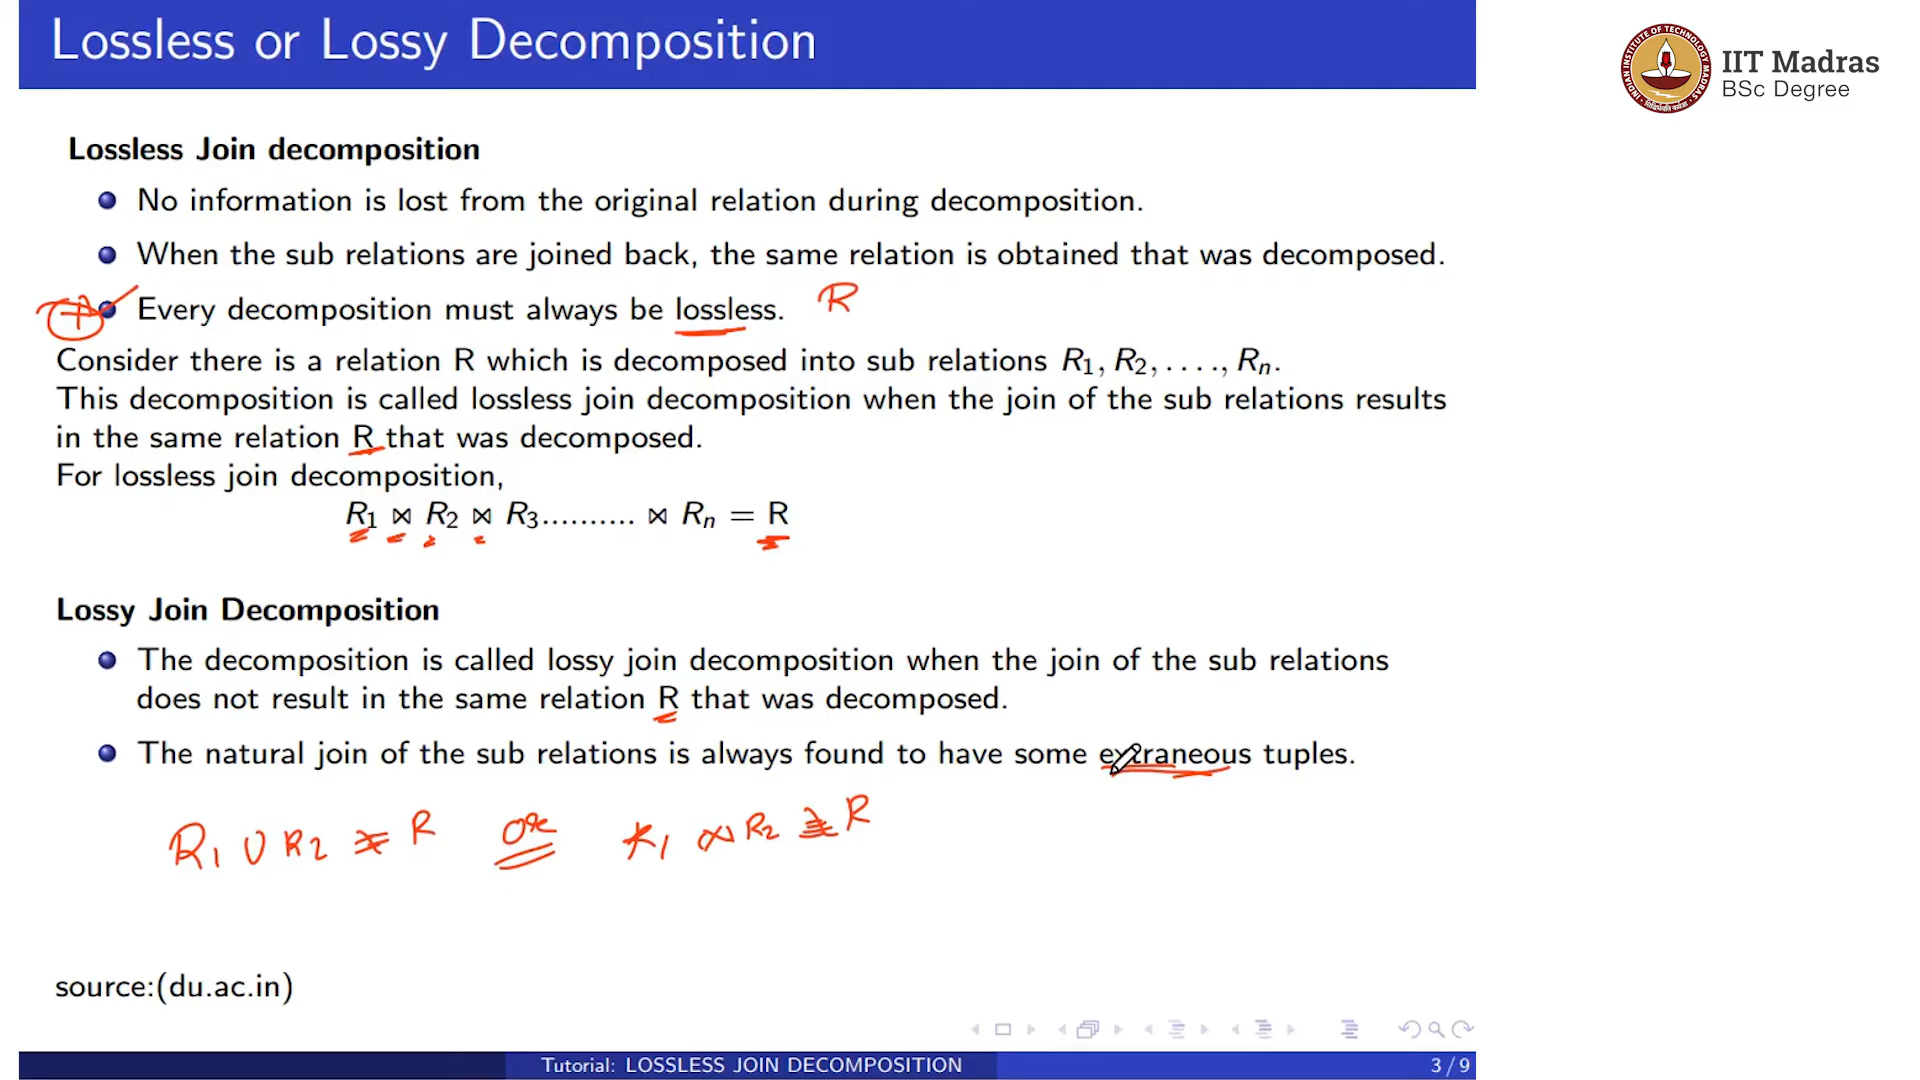 Lossless or Lossy Decomposition
IIT Madras
BSc Degree
Lossless Join decomposition
No information is lost from the original relation during decomposition.
When the sub relations are joined back, the same relation is obtained that was decomposed.
Every decomposition must always be lossless. R
Consider there is a relation R which is decomposed into sub relations R₁, R₂, . . . ., Rₙ.
This decomposition is called lossless join decomposition when the join of the sub relations results
in the same relation R that was decomposed.
For lossless join decomposition,
R₁ ⋈ R₂ ⋈ R₃.......... ⋈ Rₙ = R
Lossy Join Decomposition
The decomposition is called lossy join decomposition when the join of the sub relations
does not result in the same relation R that was decomposed.
The natural join of the sub relations is always found to have some extraneous tuples.
R₁ ∪ R₂ ≠ R or R₁ ⋈ R₂ R
source:(du.ac.in)
Tutorial: LOSSLESS JOIN DECOMPOSITION 3 / 9